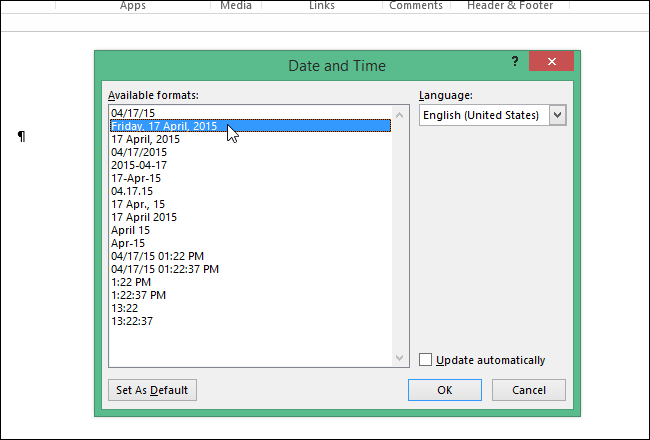 Apps Media Links Comments Header & Footer
Date and Time
?
Available formats:
Language:
04/17/15
Friday, 17 April, 2015
17 April, 2015
04/17/2015
2015-04-17
17-Apr-15
04.17.15
17 Apr., 15
17 April 2015
April 15
Apr-15
04/17/15 01:22 PM
04/17/15 01:22:37 PM
1:22 PM
1:22:37 PM
13:22
13:22:37
English (United States)
¶
Update automatically
Set As Default
OK
Cancel